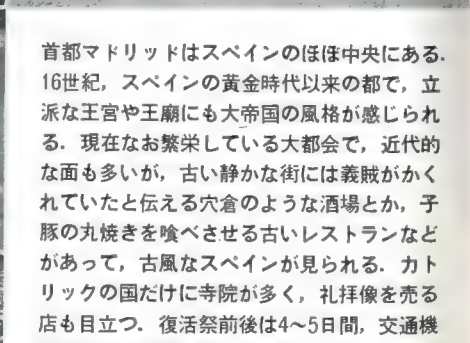 首都マドリッドはスペインのほぼ中央にある.
16世紀，スペインの黄金時代以来の都で，立
派な王宮や王廟にも大帝国の風格が感じられ
る．現在なお繁栄している大都会で，近代的
な面も多いが，古い静かな街には義賊がかく
れていたと伝える穴倉のような酒場とか，子
豚の丸焼きを喰べさせる古いレストランなど
があって，古風なスペインが見られる．カト
リックの国だけに寺院が多く，礼拝像を売る
店も目立つ．復活祭前後は4〜5日間，交通機